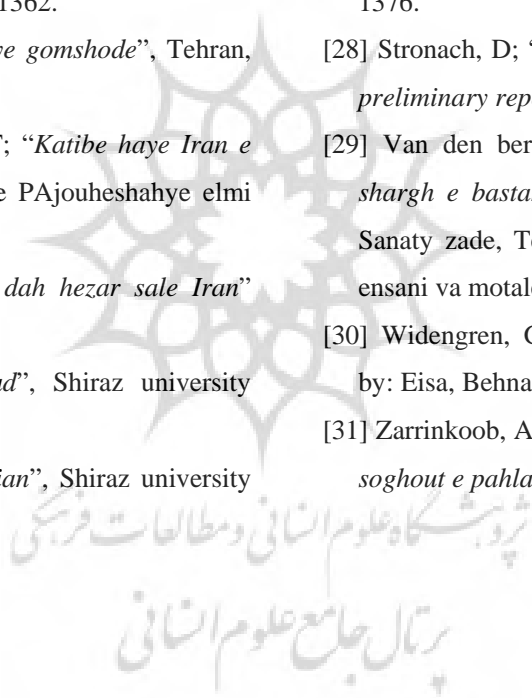 1362.
ye gomshode”, Tehran,
T; “Katibe haye Iran e
e PAjouheshahye elmi
dah hezar sale Iran”
ad”, Shiraz university
ian”, Shiraz university
1376.
[28] Stronach, D; “
preliminary rep
[29] Van den ber
shargh e basta
Sanaty zade, Te
ensani va motal
[30] Widengren, G
by: Eisa, Behna
[31] Zarrinkoob, A
soghout e pahla
پژوهشگاه علوم انسانی و مطالعات فرهنگی
پرتال جامع علوم انسانی